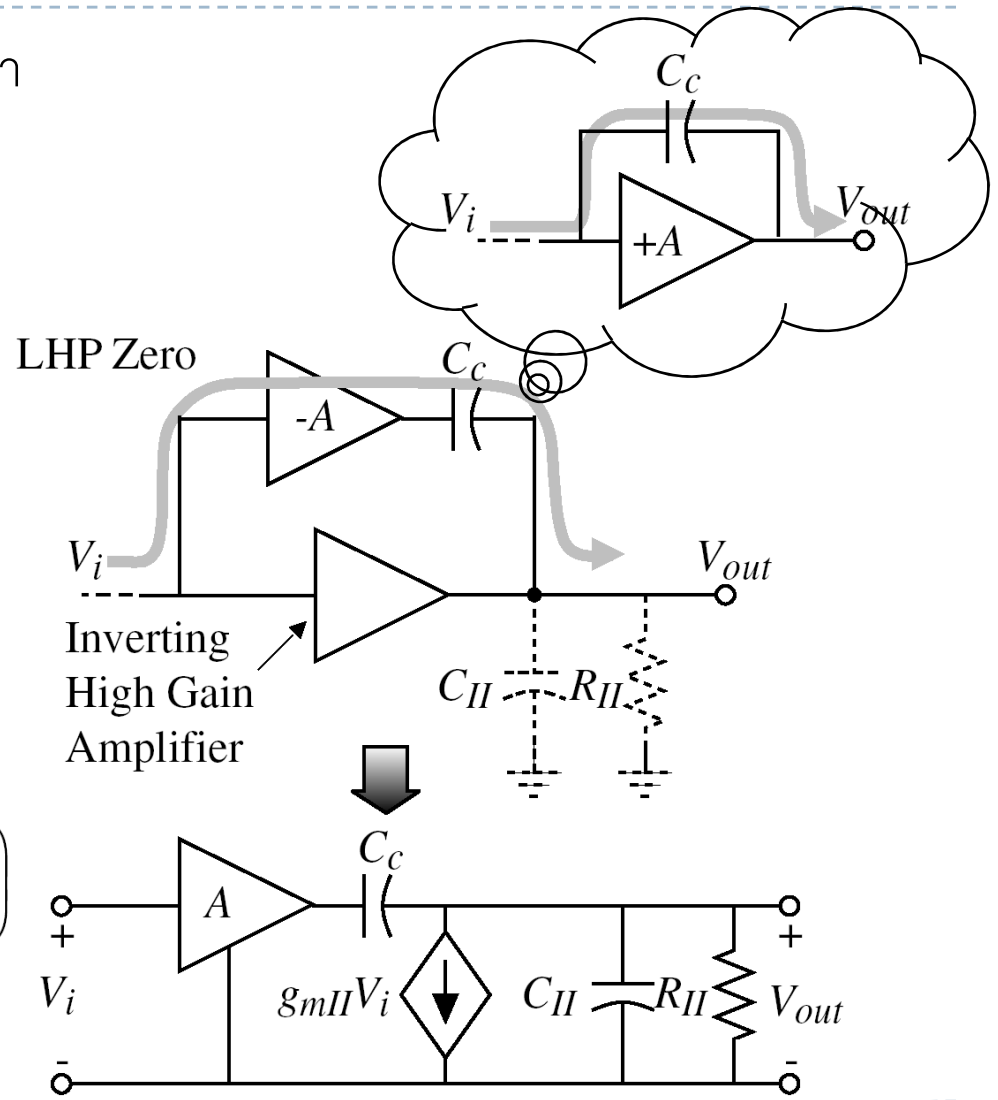 C_c
V_i
V_out
+A
LHP Zero
C_c
-A
V_i
V_out
Inverting
High Gain
Amplifier
C_II
R_II
C_c
A
+
+
V_i
g_mII V_i
C_II
R_II
V_out
-
-